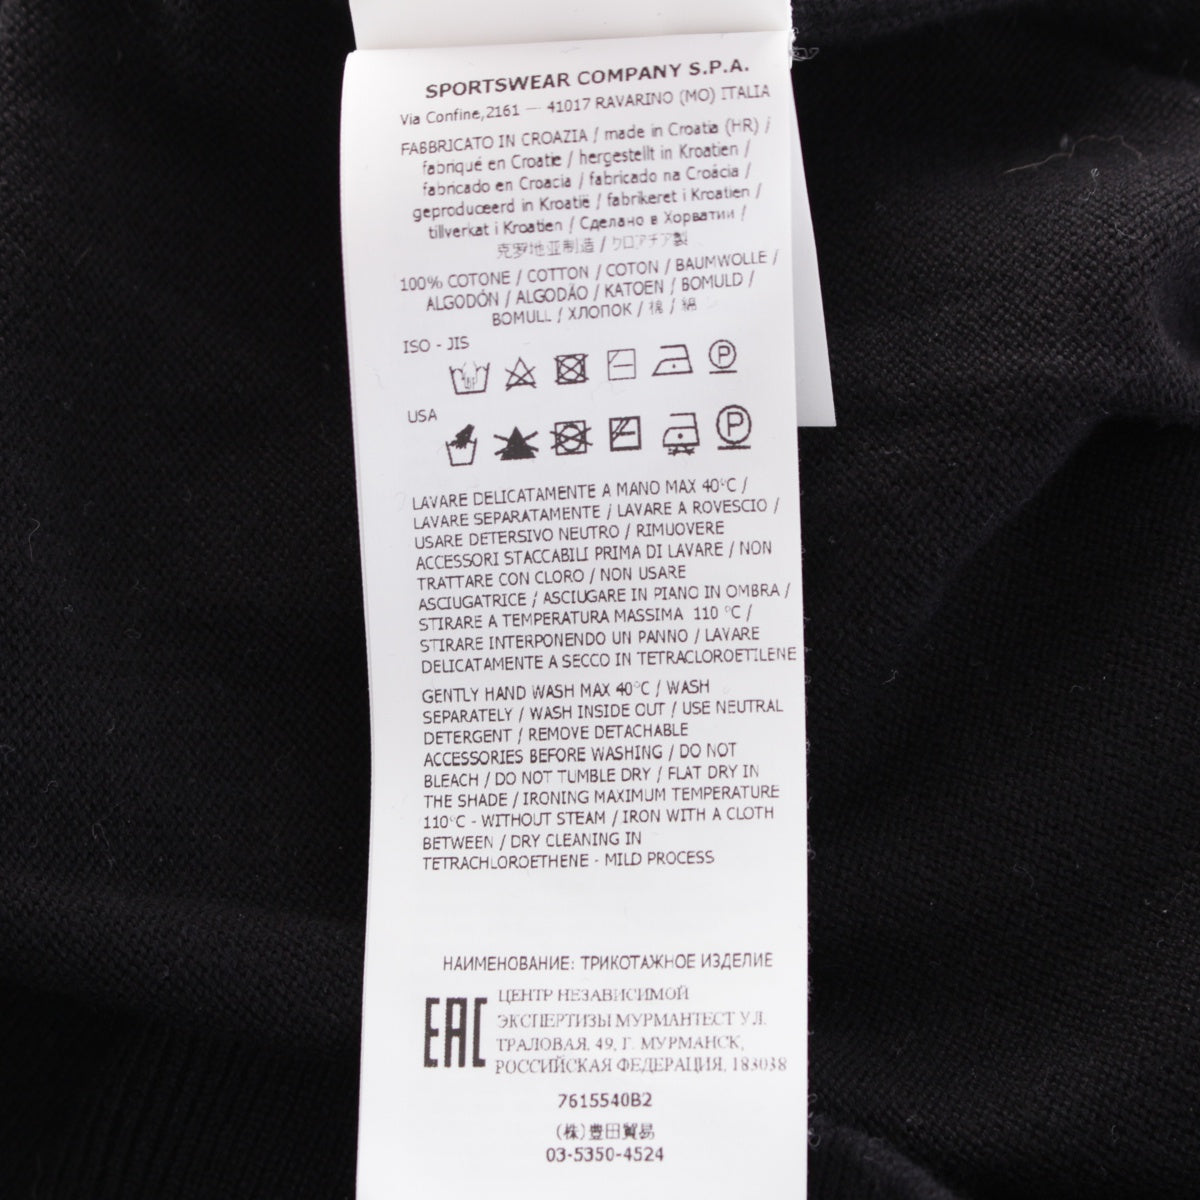 SPORTSWEAR COMPANY S.P.A.
Via Confine,2161 — 41017 RAVARINO (MO) ITALIA
FABBRICATO IN CROAZIA / made in Croatia (HR) /
fabriqué en Croatie / hergestellt in Kroatien /
fabricado en Croacia / fabricado na Croácia /
geproduceerd in Kroatië / fabrikeret i Kroatien /
tillverkat i Kroatien / Сделано в Хорватии /
克罗地亚制造 / クロアチア製
100% COTONE / COTTON / COTON / BAUMWOLLE /
ALGODÓN / ALGODÃO / KATOEN / BOMULD /
BOMULL / ХЛОПОК / 棉 / 綿
ISO - JIS
P
USA
P
LAVARE DELICATAMENTE A MANO MAX 40°C /
LAVARE SEPARATAMENTE / LAVARE A ROVESCIO /
USARE DETERSIVO NEUTRO / RIMUOVERE
ACCESSORI STACCABILI PRIMA DI LAVARE / NON
TRATTARE CON CLORO / NON USARE
ASCIUGATRICE / ASCIUGARE IN PIANO IN OMBRA /
STIRARE A TEMPERATURA MASSIMA 110 °C /
STIRARE INTERPONENDO UN PANNO / LAVARE
DELICATAMENTE A SECCO IN TETRACLOROETILENE
GENTLY HAND WASH MAX 40°C / WASH
SEPARATELY / WASH INSIDE OUT / USE NEUTRAL
DETERGENT / REMOVE DETACHABLE
ACCESSORIES BEFORE WASHING / DO NOT
BLEACH / DO NOT TUMBLE DRY / FLAT DRY IN
THE SHADE / IRONING MAXIMUM TEMPERATURE
110°C - WITHOUT STEAM / IRON WITH A CLOTH
BETWEEN / DRY CLEANING IN
TETRACHLOROETHENE - MILD PROCESS
НАИМЕНОВАНИЕ: ТРИКОТАЖНОЕ ИЗДЕЛИЕ
EAC
ЦЕНТР НЕЗАВИСИМОЙ
ЭКСПЕРТИЗЫ МУРМАНТЕСТ УЛ.
ТРАЛОВАЯ, 49, Г. МУРМАНСК,
РОССИЙСКАЯ ФЕДЕРАЦИЯ, 183038
7615540B2
(株)豊田貿易
03-5350-4524